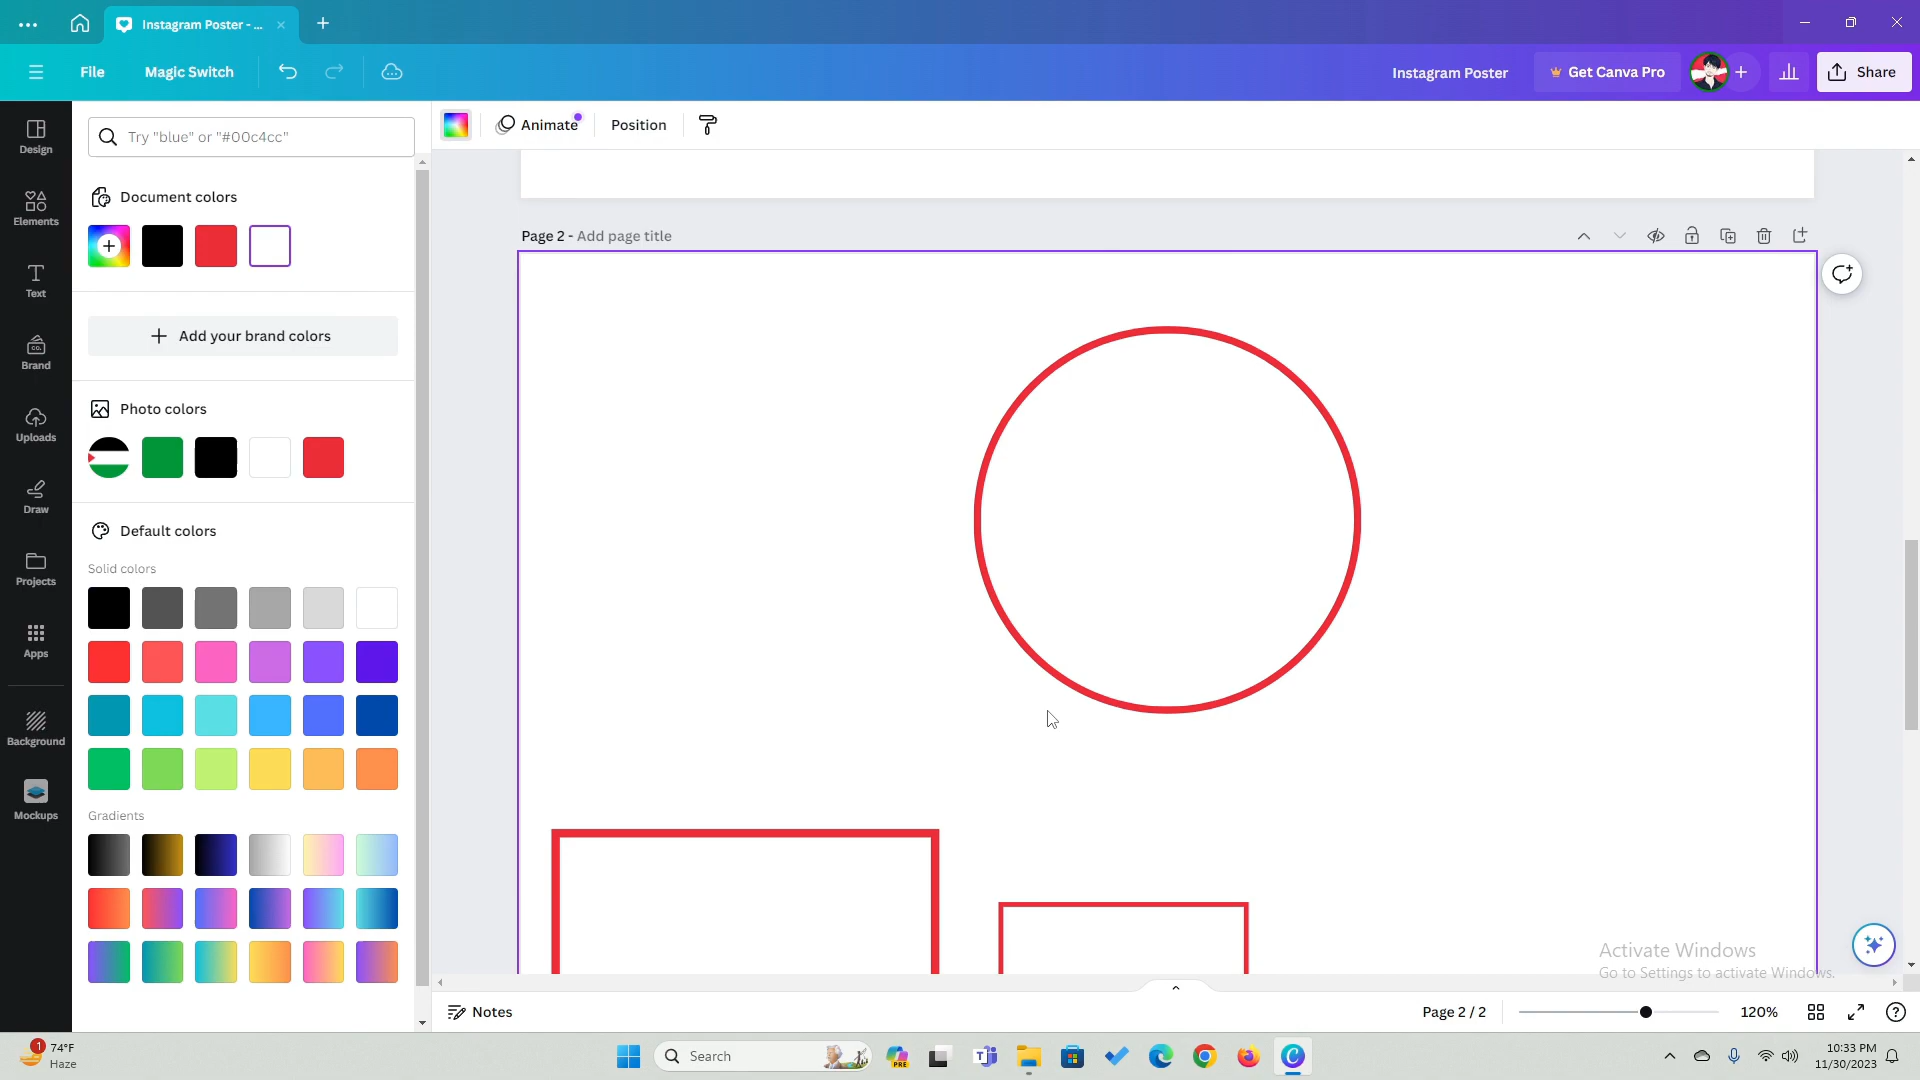 Instagram Poster - ...
File
Magic Switch
Instagram Poster
Get Canva Pro
Share
Design
Elements
Text
Brand
Uploads
Draw
Projects
Apps
Background
Mockups
Try "blue" or "#00c4cc"
Document colors
Add your brand colors
Photo colors
Default colors
Solid colors
Gradients
Animate
Position
Page 2 - Add page title
Activate Windows
Go to Settings to activate Windows.
Notes
Page 2 / 2
120%
1
74°F
Haze
Search
PRE
10:33 PM
11/30/2023